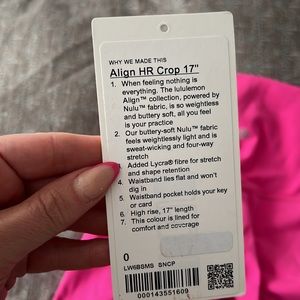 WHY WE MADE THIS
Align HR Crop 17"
1. When feeling nothing is
everything. The lululemon
Align™ collection, powered by
Nulu™ fabric, is so weightless
and buttery soft, all you feel
is your practice
2. Our buttery-soft Nulu™ fabric
feels weightlessly light and is
sweat-wicking and four-way
stretch
3 Added Lycra® fibre for stretch
and shape retention
4 Waistband lies flat and won't
dig in
5 Waistband pocket holds your key
or card
6 High rise, 17" length
7 This colour is lined for
comfort and coverage
0
LW6BSMS SNCP
000143551609